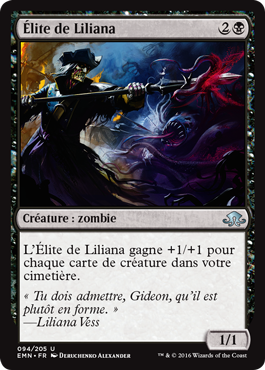 Élite de Liliana 2
Créature : zombie
L'Élite de Liliana gagne +1/+1 pour
chaque carte de créature dans votre
cimetière.
« Tu dois admettre, Gideon, qu'il est
plutôt en forme. »
—Liliana Vess
094/205 U
EMN • FR Deruchenko Alexander
™ & © 2016 Wizards of the Coast
1/1